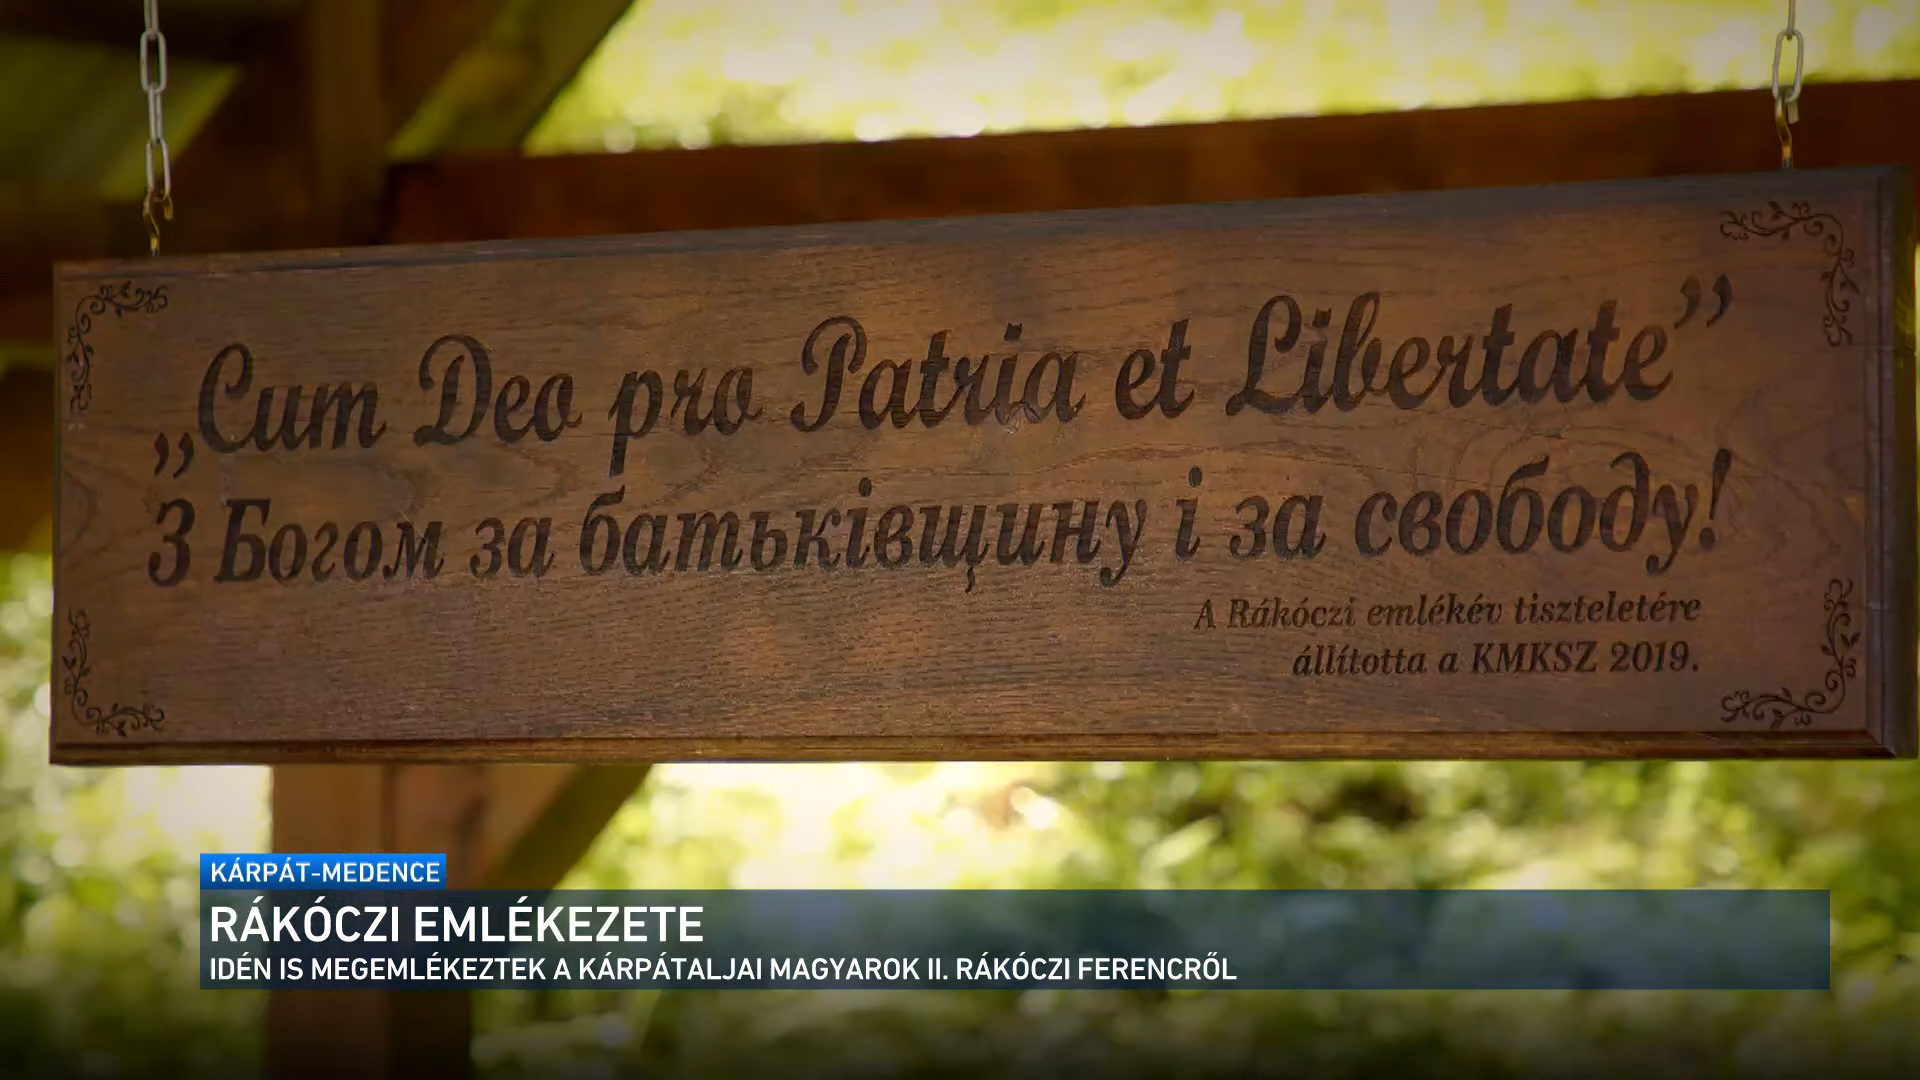 „Cum Deo pro Patria et Libertate”
З Богом за батьківщину і за свободу!
A Rákóczi emlékév tiszteletére
állította a KMKSZ 2019.
KÁRPÁT-MEDENCE
RÁKÓCZI EMLÉKEZETE
IDÉN IS MEGEMLÉKEZTEK A KÁRPÁTALJAI MAGYAROK II. RÁKÓCZI FERENCRŐL